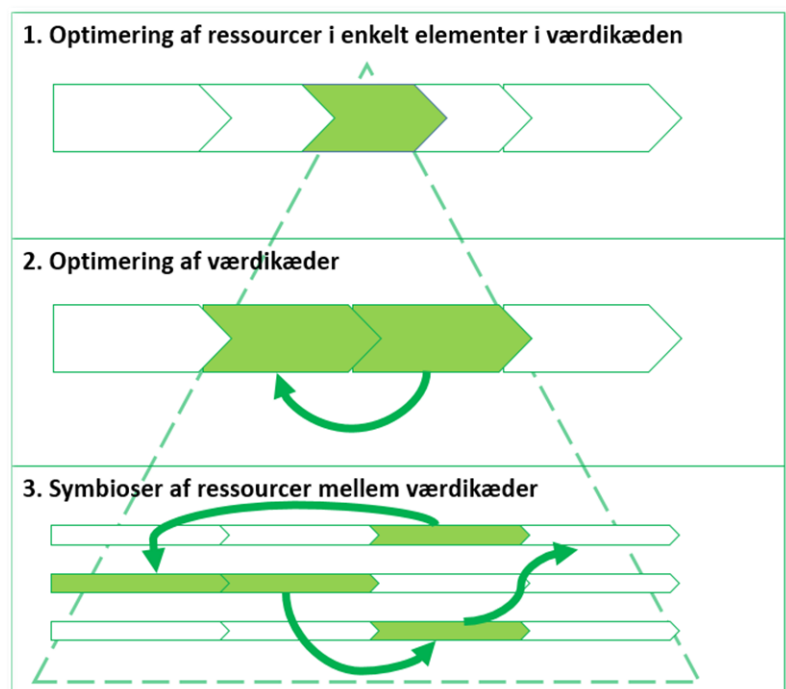 1. Optimering af ressourcer i enkelt elementer i værdikæden
2. Optimering af værdikæder
3. Symbioser af ressourcer mellem værdikæder